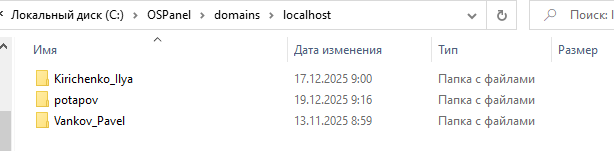 Локальный диск (C:) > OSPanel > domains > localhost
Поиск:
Имя Дата изменения Тип Размер
Kirichenko_Ilya 17.12.2025 9:00 Папка с файлами
potapov 19.12.2025 9:16 Папка с файлами
Vankov_Pavel 13.11.2025 8:59 Папка с файлами